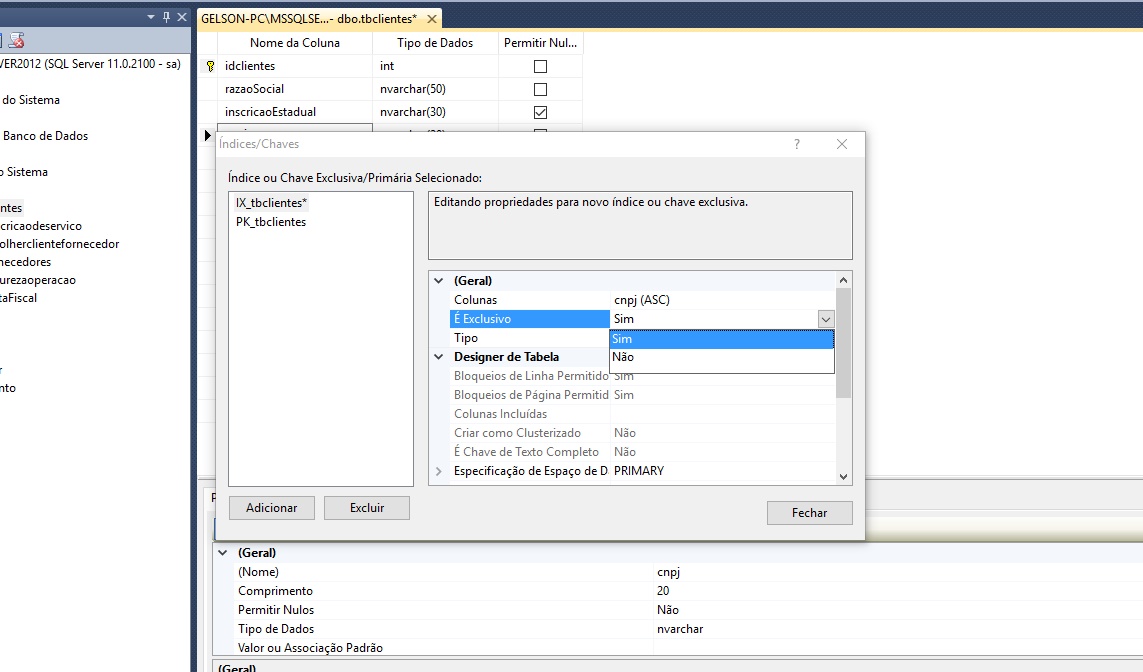 GELSON-PC\MSSQLSE...- dbo.tbclientes*
Nome da Coluna Tipo de Dados Permitir Nul...
idclientes int
razaoSocial nvarchar(50)
inscricaoEstadual nvarchar(30)
VER2012 (SQL Server 11.0.2100 - sa)
do Sistema
Banco de Dados
o Sistema
ntes
cricaodeservico
olherclientefornecedor
necedores
urezaoperacao
taFiscal
r
nto
Índices/Chaves ?
Índice ou Chave Exclusiva/Primária Selecionado:
IX_tbclientes*
PK_tbclientes
Editando propriedades para novo índice ou chave exclusiva.
(Geral)
Colunas cnpj (ASC)
É Exclusivo Sim
Tipo
Sim
Não
Designer de Tabela
Bloqueios de Linha Permitido Sim
Bloqueios de Página Permitid Sim
Colunas Incluídas
Criar como Clusterizado Não
É Chave de Texto Completo Não
Especificação de Espaço de D PRIMARY
Adicionar Excluir
Fechar
(Geral)
(Nome) cnpj
Comprimento 20
Permitir Nulos Não
Tipo de Dados nvarchar
Valor ou Associação Padrão
(Geral)